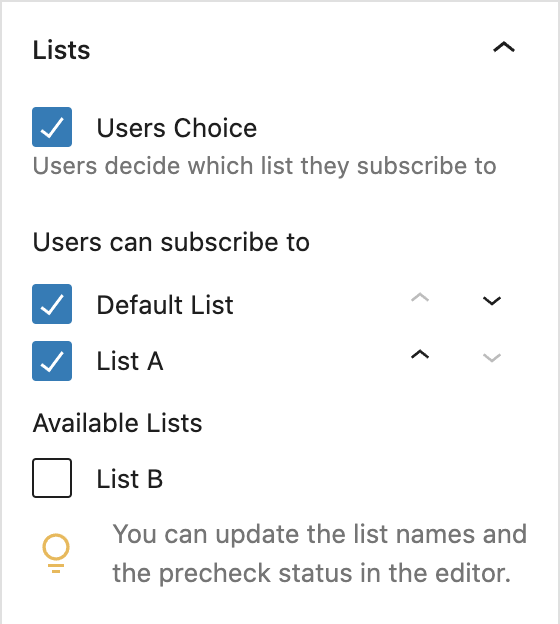 Lists
Users Choice
Users decide which list they subscribe to
Users can subscribe to
Default List
List A
Available Lists
List B
You can update the list names and
the precheck status in the editor.